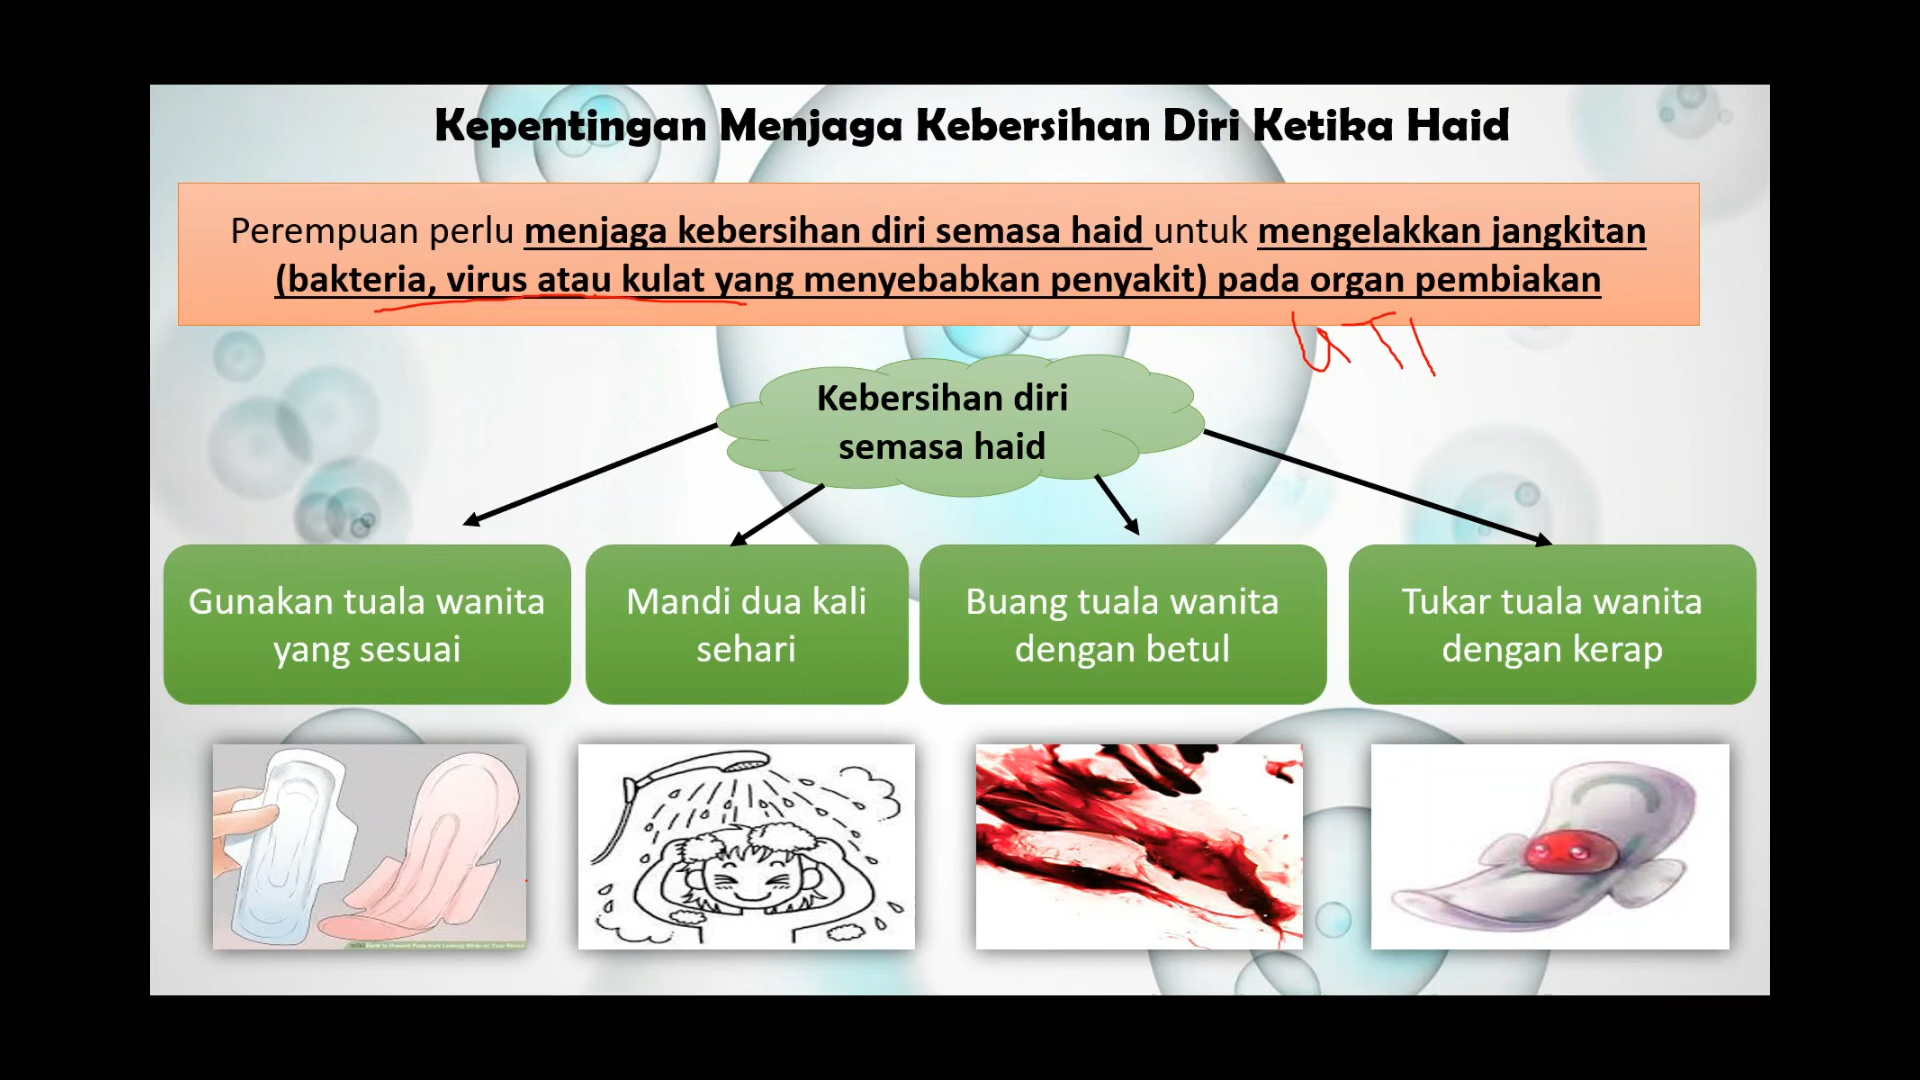 Kepentingan Menjaga Kebersihan Diri Ketika Haid
Perempuan perlu menjaga kebersihan diri semasa haid untuk mengelakkan jangkitan
(bakteria, virus atau kulat yang menyebabkan penyakit) pada organ pembiakan
UTI
Kebersihan diri
semasa haid
Gunakan tuala wanita
yang sesuai
Mandi dua kali
sehari
Buang tuala wanita
dengan betul
Tukar tuala wanita
dengan kerap